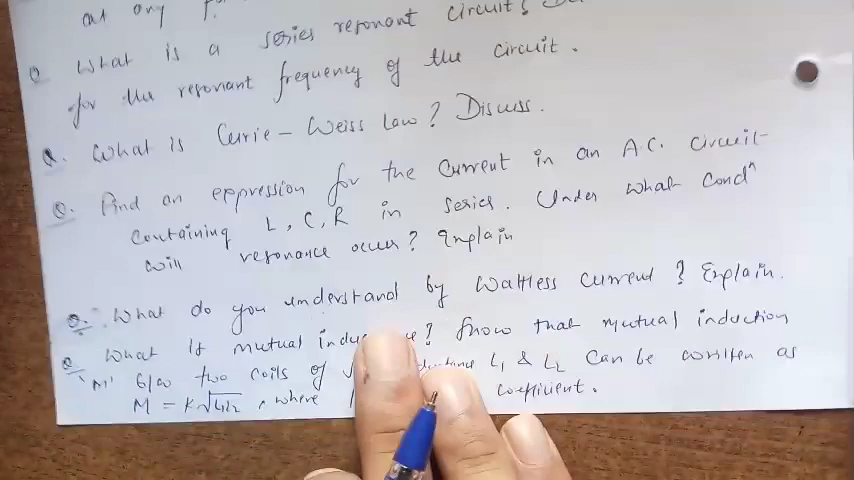 at any
Q. What is a series resonant circuit?
for the resonant frequency of the circuit.
Q. What is Curie-Weiss Law? Discuss.
Q. Find an expression for the current in an A.C. circuit
containing L, C, R in series. Under what condⁿ
will resonance occur? Explain
Q. What do you understand by Wattless current? Explain.
Q What is mutual ? Show that mutual induction
'M' b/w two coils of L₁ & L₂ can be written as
M = K√L₁L₂, where coefficient.